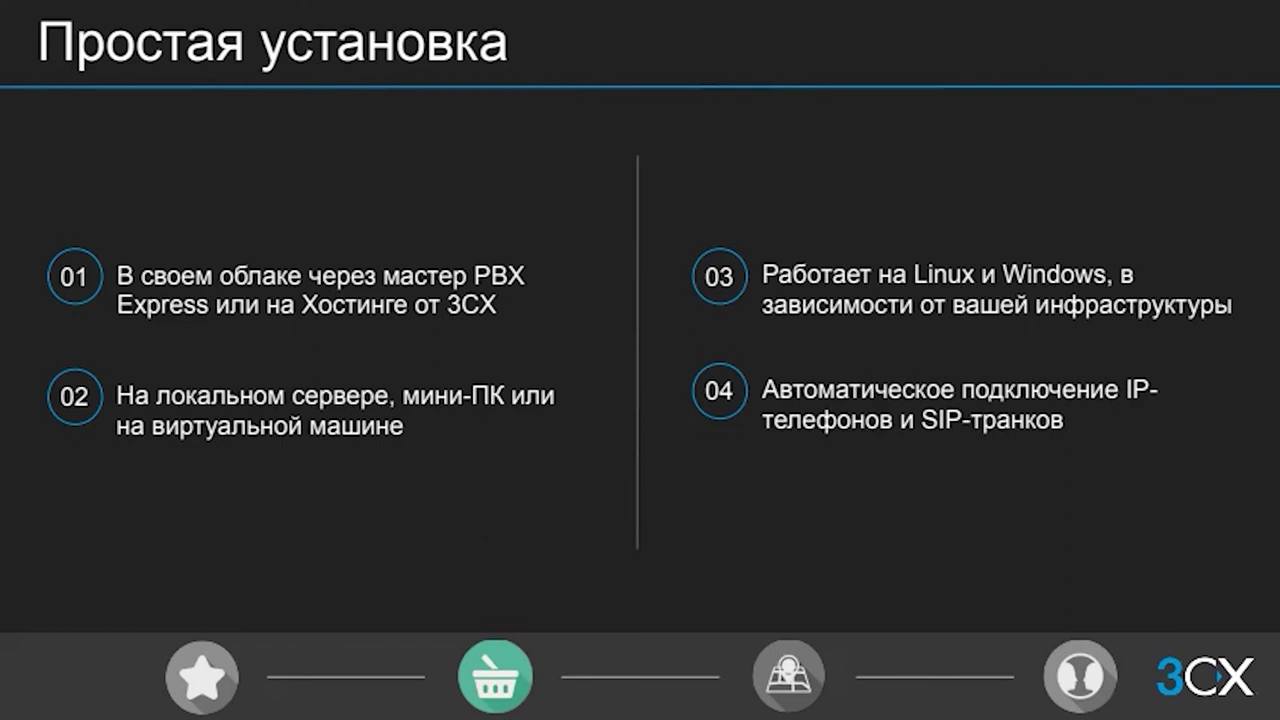 Простая установка
01
В своем облаке через мастер PBX
Express или на Хостинге от 3CX
02
На локальном сервере, мини-ПК или
на виртуальной машине
03
Работает на Linux и Windows, в
зависимости от вашей инфраструктуры
04
Автоматическое подключение IP-
телефонов и SIP-транков
3CX